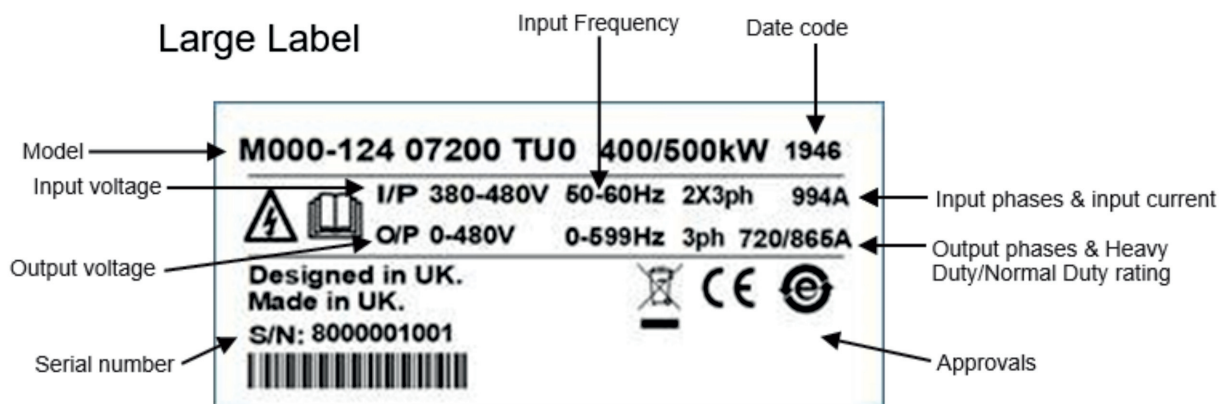 Large Label
Input Frequency
Date code
Model
M000-124 07200 TU0 400/500kW 1946
Input voltage
I/P 380-480V 50-60Hz 2X3ph 994A
Input phases & input current
O/P 0-480V 0-599Hz 3ph 720/865A
Output phases & Heavy
Duty/Normal Duty rating
Output voltage
Designed in UK.
Made in UK.
CE
e
S/N: 8000001001
Serial number
Approvals